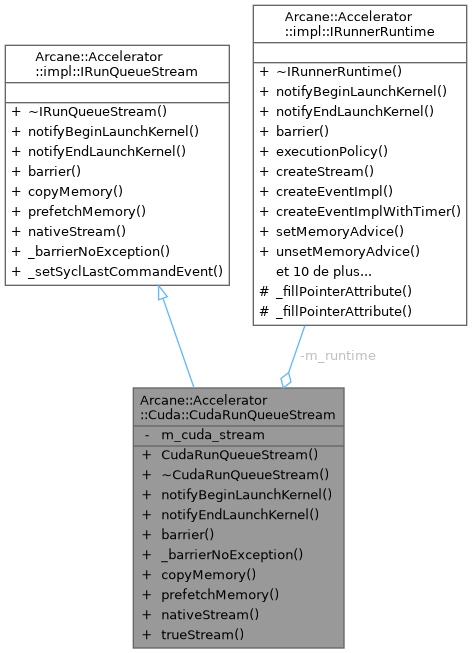 Arcane::Accelerator
::impl::IRunQueueStream
+ ~IRunQueueStream()
+ notifyBeginLaunchKernel()
+ notifyEndLaunchKernel()
+ barrier()
+ copyMemory()
+ prefetchMemory()
+ nativeStream()
+ _barrierNoException()
+ _setSyclLastCommandEvent()
Arcane::Accelerator
::impl::IRunnerRuntime
+ ~IRunnerRuntime()
+ notifyBeginLaunchKernel()
+ notifyEndLaunchKernel()
+ barrier()
+ executionPolicy()
+ createStream()
+ createEventImpl()
+ createEventImplWithTimer()
+ setMemoryAdvice()
+ unsetMemoryAdvice()
et 10 de plus...
# _fillPointerAttribute()
# _fillPointerAttribute()
-m_runtime
Arcane::Accelerator
::Cuda::CudaRunQueueStream
- m_cuda_stream
+ CudaRunQueueStream()
+ ~CudaRunQueueStream()
+ notifyBeginLaunchKernel()
+ notifyEndLaunchKernel()
+ barrier()
+ _barrierNoException()
+ copyMemory()
+ prefetchMemory()
+ nativeStream()
+ trueStream()